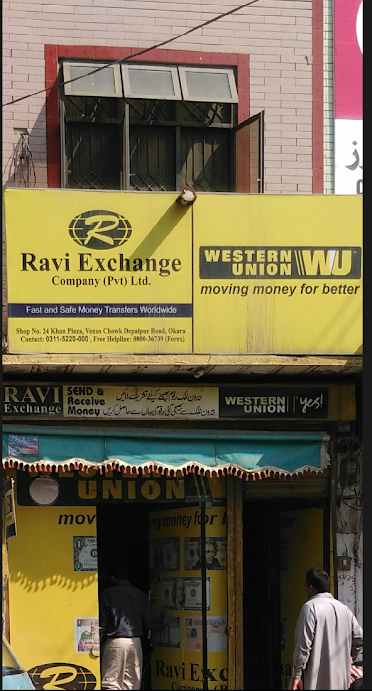 R
Ravi Exchange
Company (Pvt) Ltd.
Fast and Safe Money Transfers Worldwide
Shop No. 24 Khan Plaza, Venus Chowk Depalpur Road, Okara
Contact: 0311-5220-000 , Free Helpline: 0800-36739 (Forex)
WESTERN
UNION WU
moving money for better
RAVI
Exchange
SEND &
Receive
Money
WESTERN
UNION
yes!
UNION
moving money for
Ravi Exc